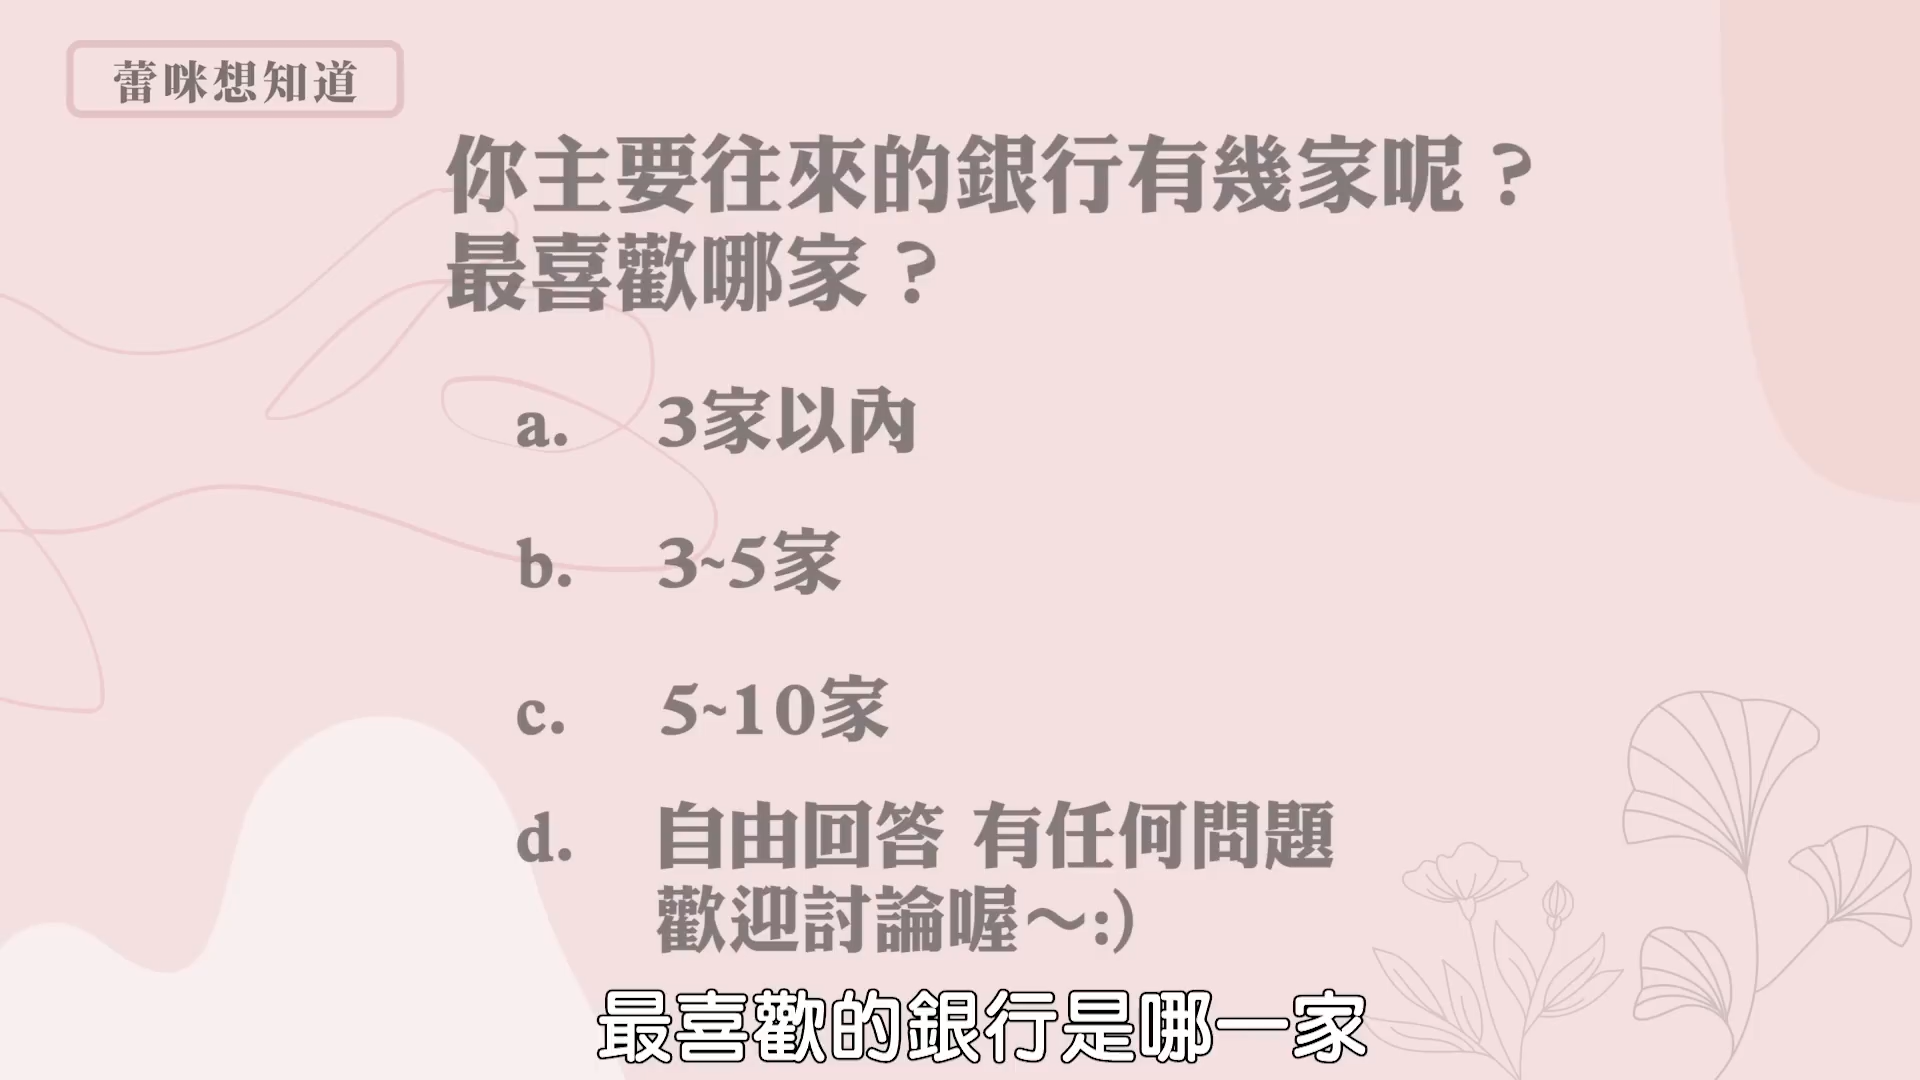 蕾咪想知道
你主要往來的銀行有幾家呢？
最喜歡哪家？
a. 3家以內
b. 3~5家
c. 5~10家
d. 自由回答 有任何問題
歡迎討論喔～:)
最喜歡的銀行是哪一家